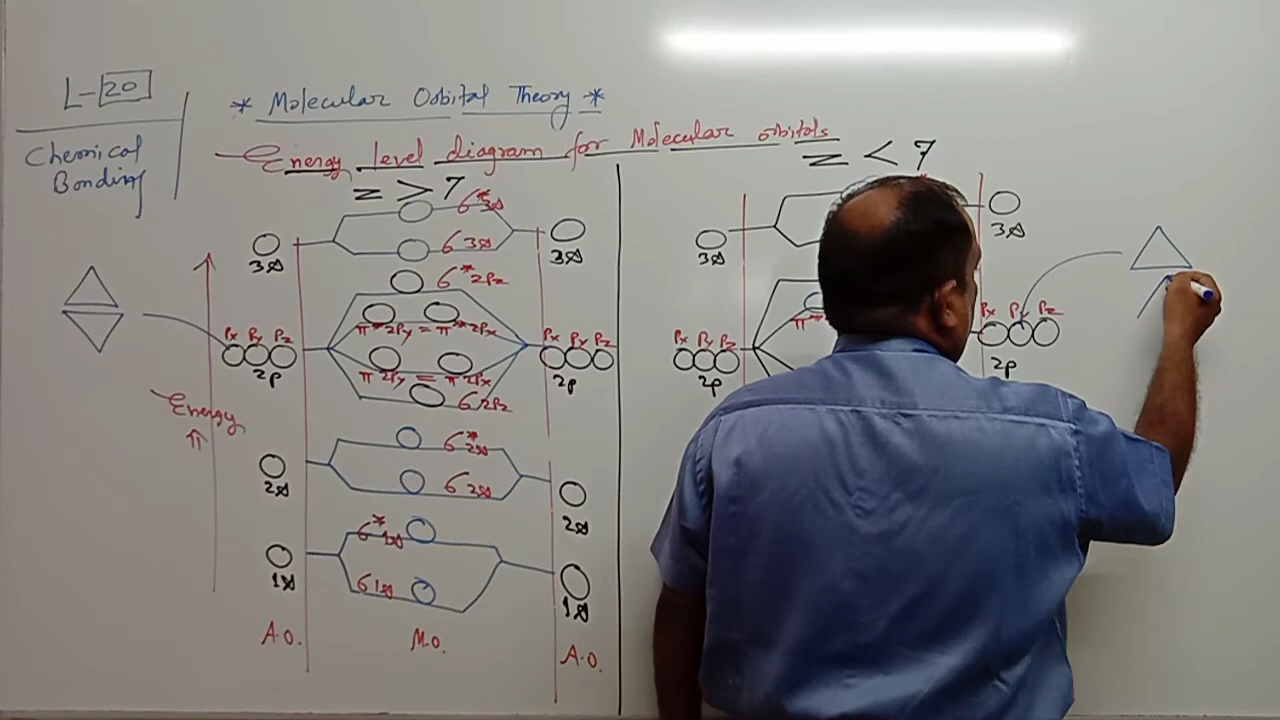 L-20
* Molecular Orbital Theory *
Chemical
Bonding
Energy level diagram for Molecular orbitals
z > 7
z < 7
σ*3s
σ3s
3s
3s
σ*2Pz
π*2Py = π*2Px
Px Py Pz
2p
Px Py Pz
2p
π2Py = π2Px
σ2Pz
Energy
σ*2s
σ2s
2s
2s
σ*1s
σ1s
1s
1s
A.O.
M.O.
A.O.
3s
3s
Px Py Pz
2p
π*
Px Py Pz
2p